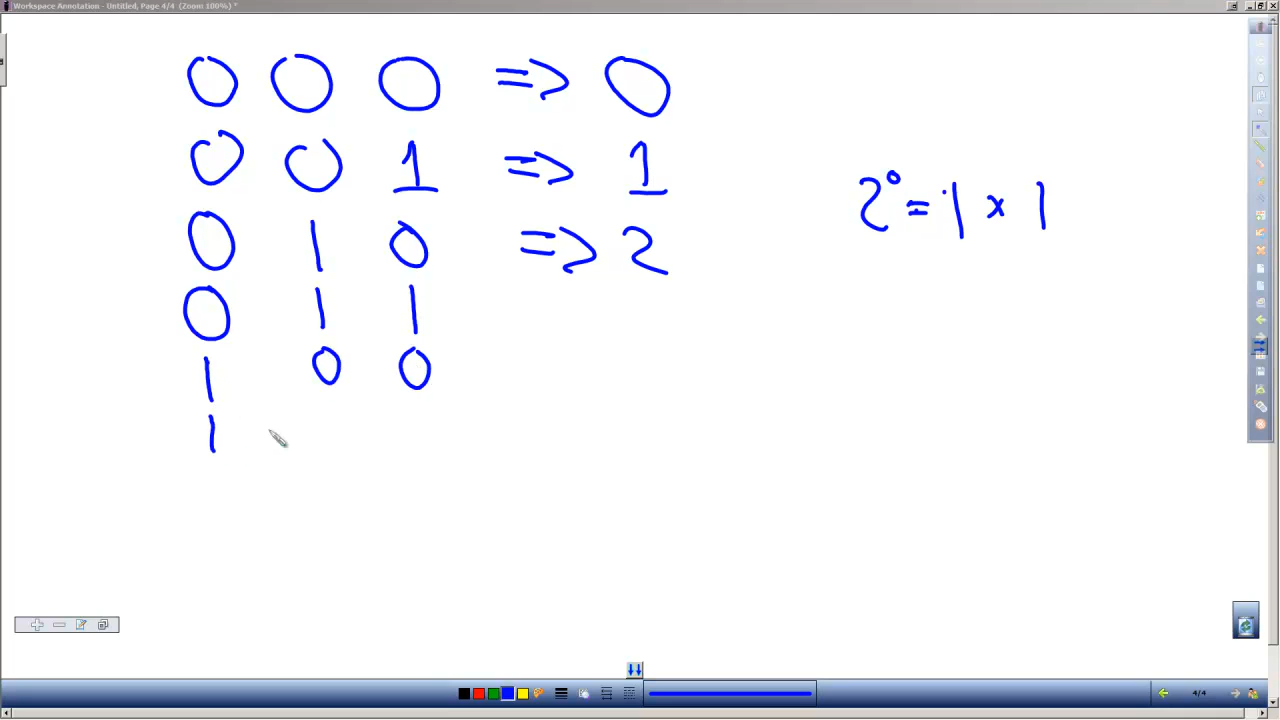 Workspace Annotation - Untitled, Page 4/4 (Zoom 100%) *
0 0 0 => 0
0 0 1 => 1
0 1 0 => 2
2⁰ = 1 x 1
0 1 1
1 0 0
1
4/4